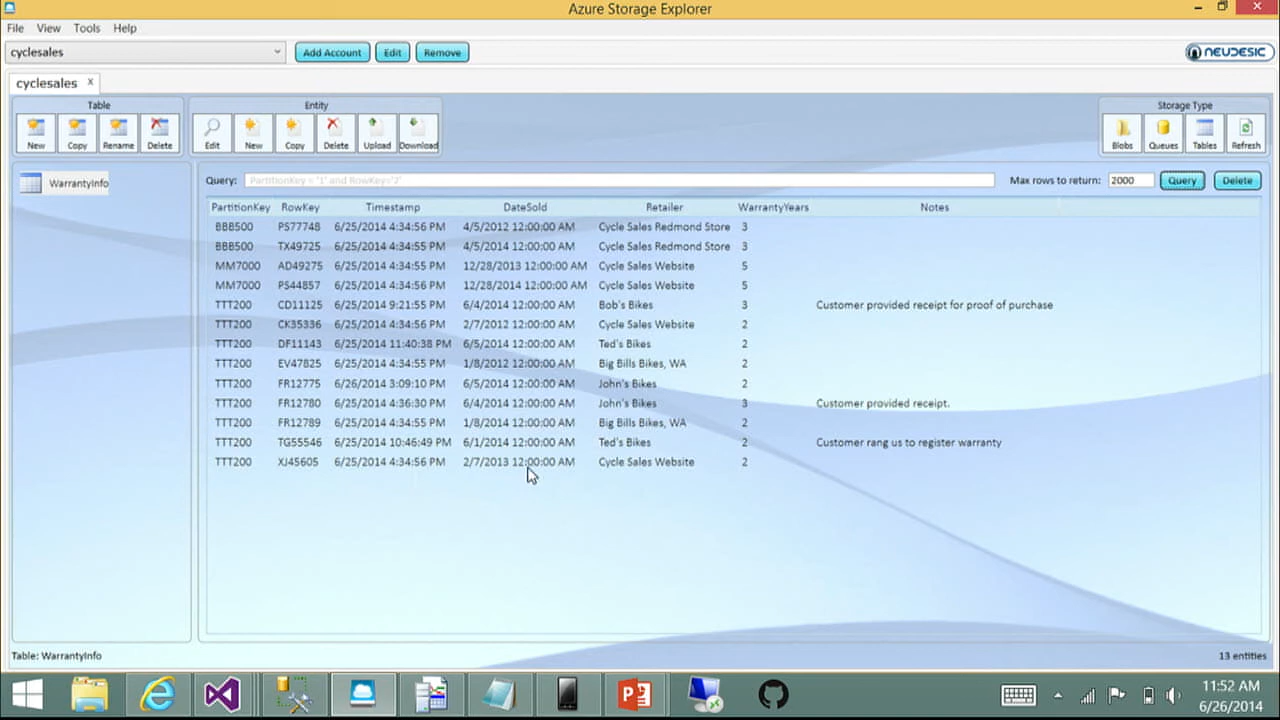 Azure Storage Explorer
File View Tools Help
cyclesales Add Account Edit Remove NEUDESIC
cyclesales x
Table Entity Storage Type
New Copy Rename Delete Edit New Copy Delete Upload Download Blobs Queues Tables Refresh
WarrantyInfo
Query: PartitionKey = '1' and RowKey='2' Max rows to return: 2000 Query Delete
PartitionKey RowKey Timestamp DateSold Retailer WarrantyYears Notes
BBB500 PS77748 6/25/2014 4:34:56 PM 4/5/2012 12:00:00 AM Cycle Sales Redmond Store 3
BBB500 TX49725 6/25/2014 4:34:55 PM 4/5/2014 12:00:00 AM Cycle Sales Redmond Store 3
MM7000 AD49275 6/25/2014 4:34:55 PM 12/28/2013 12:00:00 AM Cycle Sales Website 5
MM7000 PS44857 6/25/2014 4:34:55 PM 12/28/2014 12:00:00 AM Cycle Sales Website 5
TTT200 CD11125 6/25/2014 9:21:55 PM 6/4/2014 12:00:00 AM Bob's Bikes 3 Customer provided receipt for proof of purchase
TTT200 CK35336 6/25/2014 4:34:56 PM 2/7/2012 12:00:00 AM Cycle Sales Website 2
TTT200 DF11143 6/25/2014 11:40:38 PM 6/5/2014 12:00:00 AM Ted's Bikes 2
TTT200 EV47825 6/25/2014 4:34:55 PM 1/8/2012 12:00:00 AM Big Bills Bikes, WA 2
TTT200 FR12775 6/26/2014 3:09:10 PM 6/5/2014 12:00:00 AM John's Bikes 2
TTT200 FR12780 6/25/2014 4:36:30 PM 6/4/2014 12:00:00 AM John's Bikes 3 Customer provided receipt.
TTT200 FR12789 6/25/2014 4:34:55 PM 1/8/2014 12:00:00 AM Big Bills Bikes, WA 2
TTT200 TG55546 6/25/2014 10:46:49 PM 6/1/2014 12:00:00 AM Ted's Bikes 2 Customer rang us to register warranty
TTT200 XJ45605 6/25/2014 4:34:56 PM 2/7/2013 12:00:00 AM Cycle Sales Website 2
Table: WarrantyInfo 13 entities
11:52 AM
6/26/2014